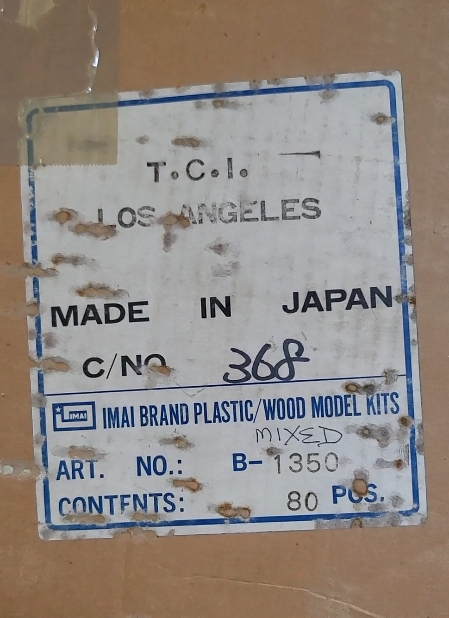 T.C.I.
LOS ANGELES
MADE IN JAPAN
C/NO 368
IMAI IMAI BRAND PLASTIC/WOOD MODEL KITS
MIXED
ART. NO.: B-1350
CONTENTS: 80 PCS.